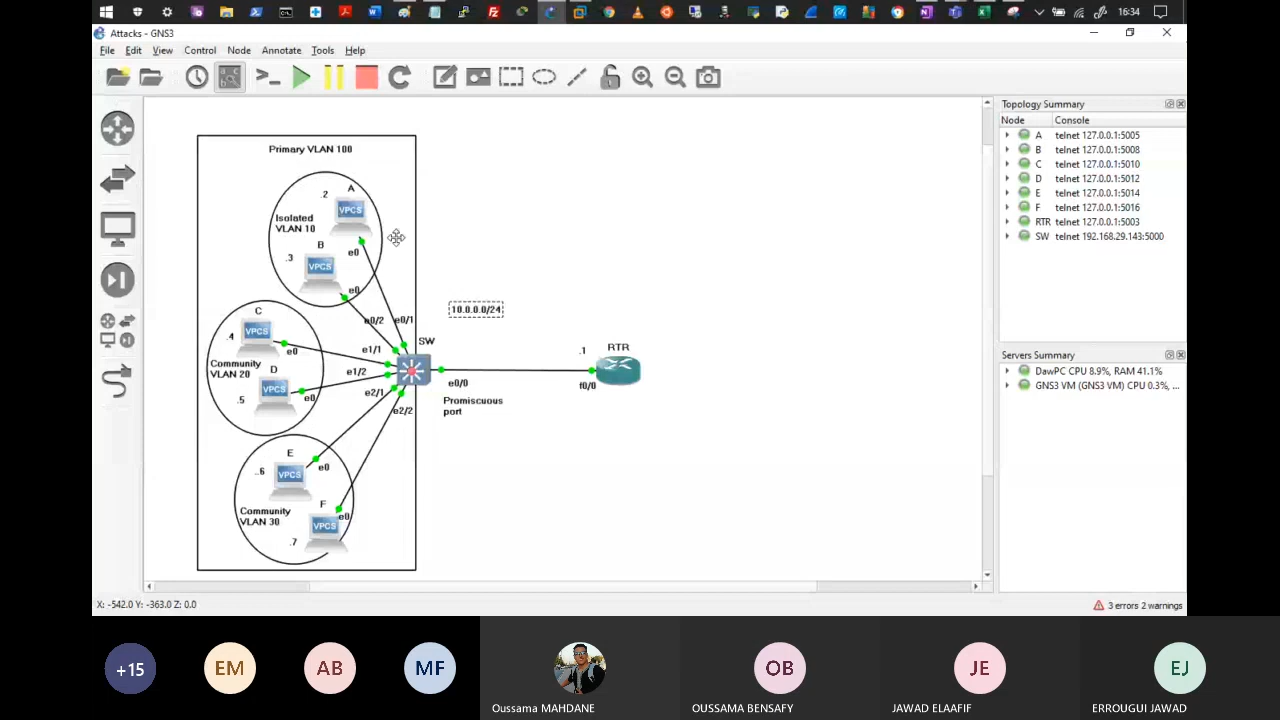 16:34
Attacks - GNS3
File Edit View Control Node Annotate Tools Help
Primary VLAN 100
A
.2
VPCS
Isolated
VLAN 10
e0
B
.3
VPCS
e0
e0/2 e0/1
C
.4
VPCS
e0
e1/1
Community
VLAN 20
D
.5
VPCS
e0
e1/2
SW
10.0.0.0/24
e0/0
Promiscuous
port
.1
RTR
f0/0
e2/1
e2/2
E
.6
VPCS
e0
Community
VLAN 30
F
.7
VPCS
e0
Topology Summary
Node Console
A telnet 127.0.0.1:5005
B telnet 127.0.0.1:5008
C telnet 127.0.0.1:5010
D telnet 127.0.0.1:5012
E telnet 127.0.0.1:5014
F telnet 127.0.0.1:5016
RTR telnet 127.0.0.1:5003
SW telnet 192.168.29.143:5000
Servers Summary
DawPC CPU 8.9%, RAM 41.1%
GNS3 VM (GNS3 VM) CPU 0.3%, ...
X: -542.0 Y: -363.0 Z: 0.0
3 errors 2 warnings
+15
EM
AB
MF
Oussama MAHDANE
OB
OUSSAMA BENSAFY
JE
JAWAD ELAAFIF
EJ
ERROUGUI JAWAD